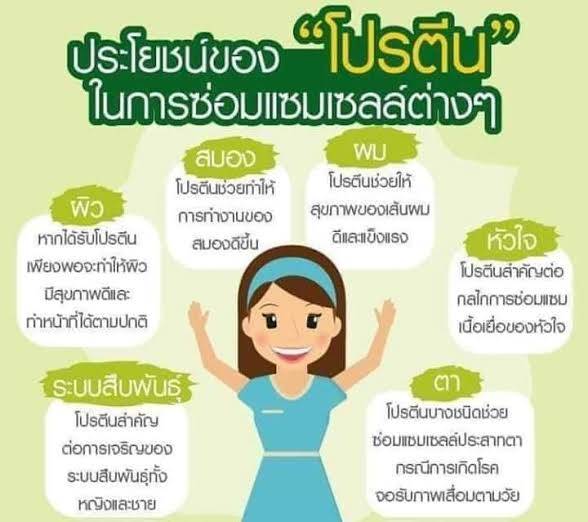 ประโยชน์ของ “โปรตีน”
ในการซ่อมแซมเซลล์ต่างๆ
สมอง
โปรตีนช่วยทำให้
การทำงานของ
สมองดีขึ้น
ผม
โปรตีนช่วยให้
สุขภาพของเส้นผม
ดีและแข็งแรง
ผิว
หากได้รับโปรตีน
เพียงพอจะทำให้ผิว
มีสุขภาพดีและ
ทำหน้าที่ได้ตามปกติ
หัวใจ
โปรตีนสำคัญต่อ
กลไกการซ่อมแซม
เนื้อเยื่อของหัวใจ
ระบบสืบพันธุ์
โปรตีนสำคัญ
ต่อการเจริญของ
ระบบสืบพันธุ์ทั้ง
หญิงและชาย
ตา
โปรตีนบางชนิดช่วย
ซ่อมแซมเซลล์ประสาทตา
กรณีการเกิดโรค
จอรับภาพเสื่อมตามวัย